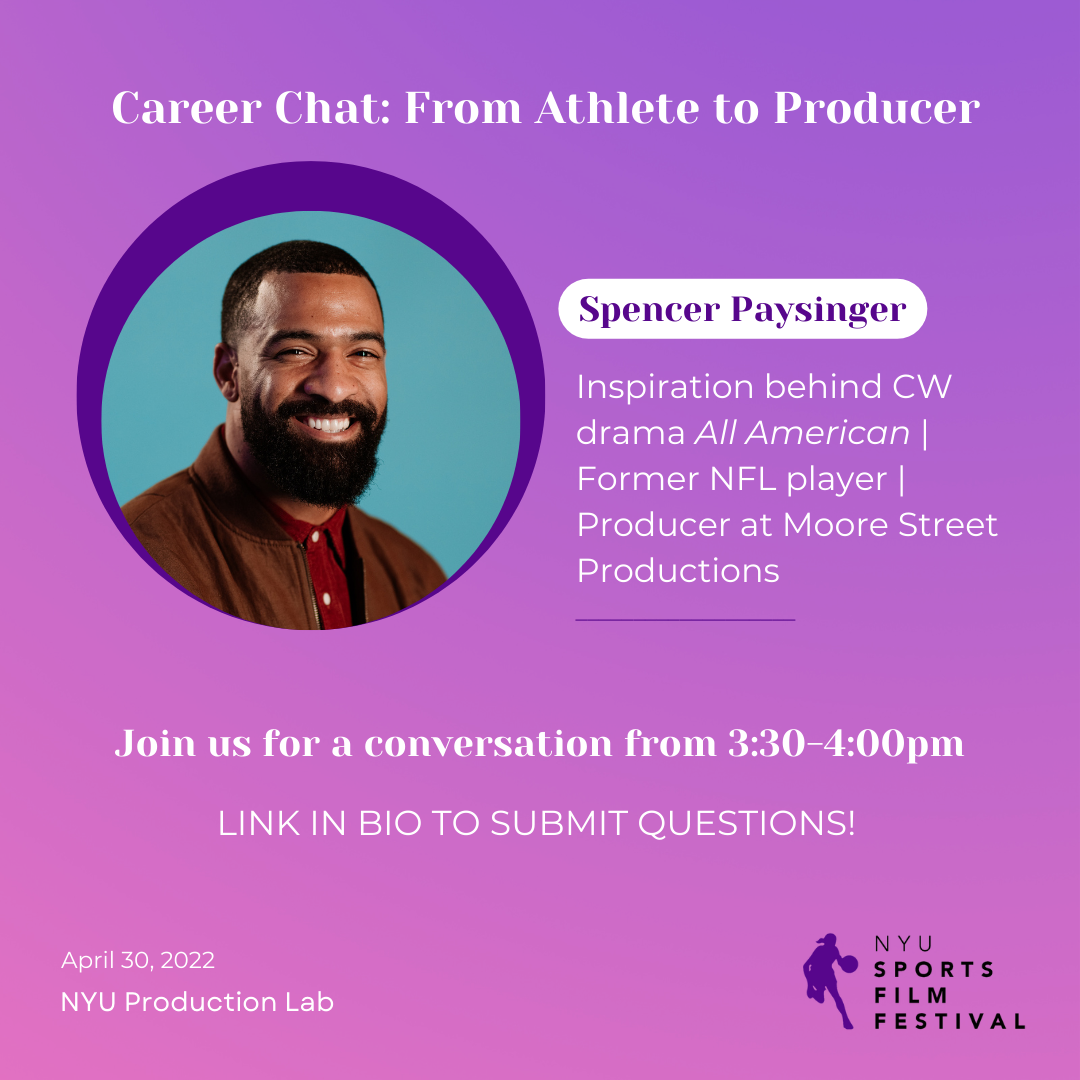 Career Chat: From Athlete to Producer
Spencer Paysinger
Inspiration behind CW
drama All American |
Former NFL player |
Producer at Moore Street
Productions
Join us for a conversation from 3:30-4:00pm
LINK IN BIO TO SUBMIT QUESTIONS!
April 30, 2022
NYU Production Lab
NYU
SPORTS
FILM
FESTIVAL